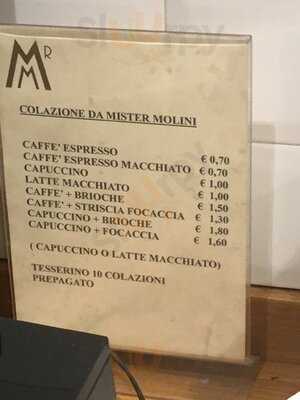 MR
COLAZIONE DA MISTER MOLINI
CAFFE' ESPRESSO € 0,70
CAFFE' ESPRESSO MACCHIATO € 0,70
CAPUCCINO € 1,00
LATTE MACCHIATO € 1,00
CAFFE' + BRIOCHE € 1,50
CAFFE' + STRISCIA FOCACCIA € 1,30
CAPUCCINO + BRIOCHE € 1,80
CAPUCCINO + FOCACCIA € 1,60
( CAPUCCINO O LATTE MACCHIATO)
TESSERINO 10 COLAZIONI
PREPAGATO